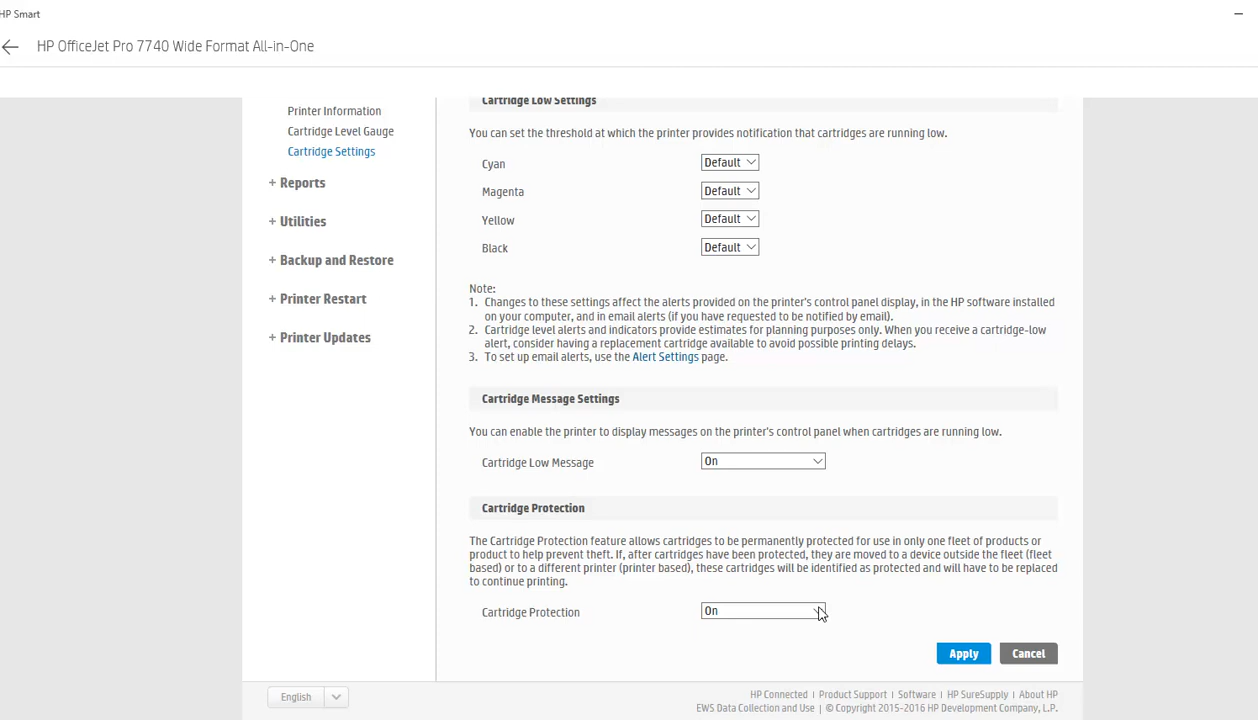 HP Smart
HP OfficeJet Pro 7740 Wide Format All-in-One
Printer Information
Cartridge Level Gauge
Cartridge Settings
+ Reports
+ Utilities
+ Backup and Restore
+ Printer Restart
+ Printer Updates
Cartridge Low Settings
You can set the threshold at which the printer provides notification that cartridges are running low.
Cyan Default
Magenta Default
Yellow Default
Black Default
Note:
1. Changes to these settings affect the alerts provided on the printer's control panel display, in the HP software installed
on your computer, and in email alerts (if you have requested to be notified by email).
2. Cartridge level alerts and indicators provide estimates for planning purposes only. When you receive a cartridge-low
alert, consider having a replacement cartridge available to avoid possible printing delays.
3. To set up email alerts, use the Alert Settings page.
Cartridge Message Settings
You can enable the printer to display messages on the printer's control panel when cartridges are running low.
Cartridge Low Message On
Cartridge Protection
The Cartridge Protection feature allows cartridges to be permanently protected for use in only one fleet of products or
product to help prevent theft. If, after cartridges have been protected, they are moved to a device outside the fleet (fleet
based) or to a different printer (printer based), these cartridges will be identified as protected and will have to be replaced
to continue printing.
Cartridge Protection On
Apply Cancel
English
HP Connected | Product Support | Software | HP SureSupply | About HP
EWS Data Collection and Use | © Copyright 2015-2016 HP Development Company, L.P.